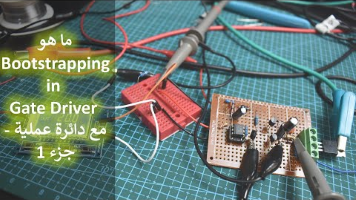 ما هو
Bootstrapping
in
Gate Driver
مع دائرة عملية -
جزء 1